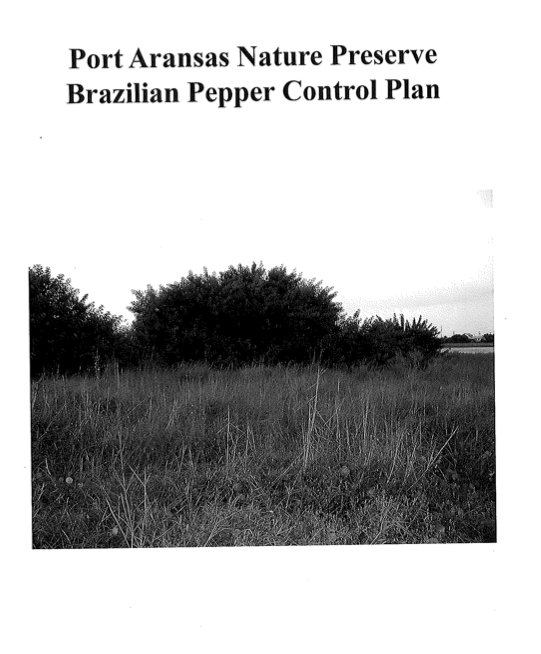 Port Aransas Nature Preserve
Brazilian Pepper Control Plan